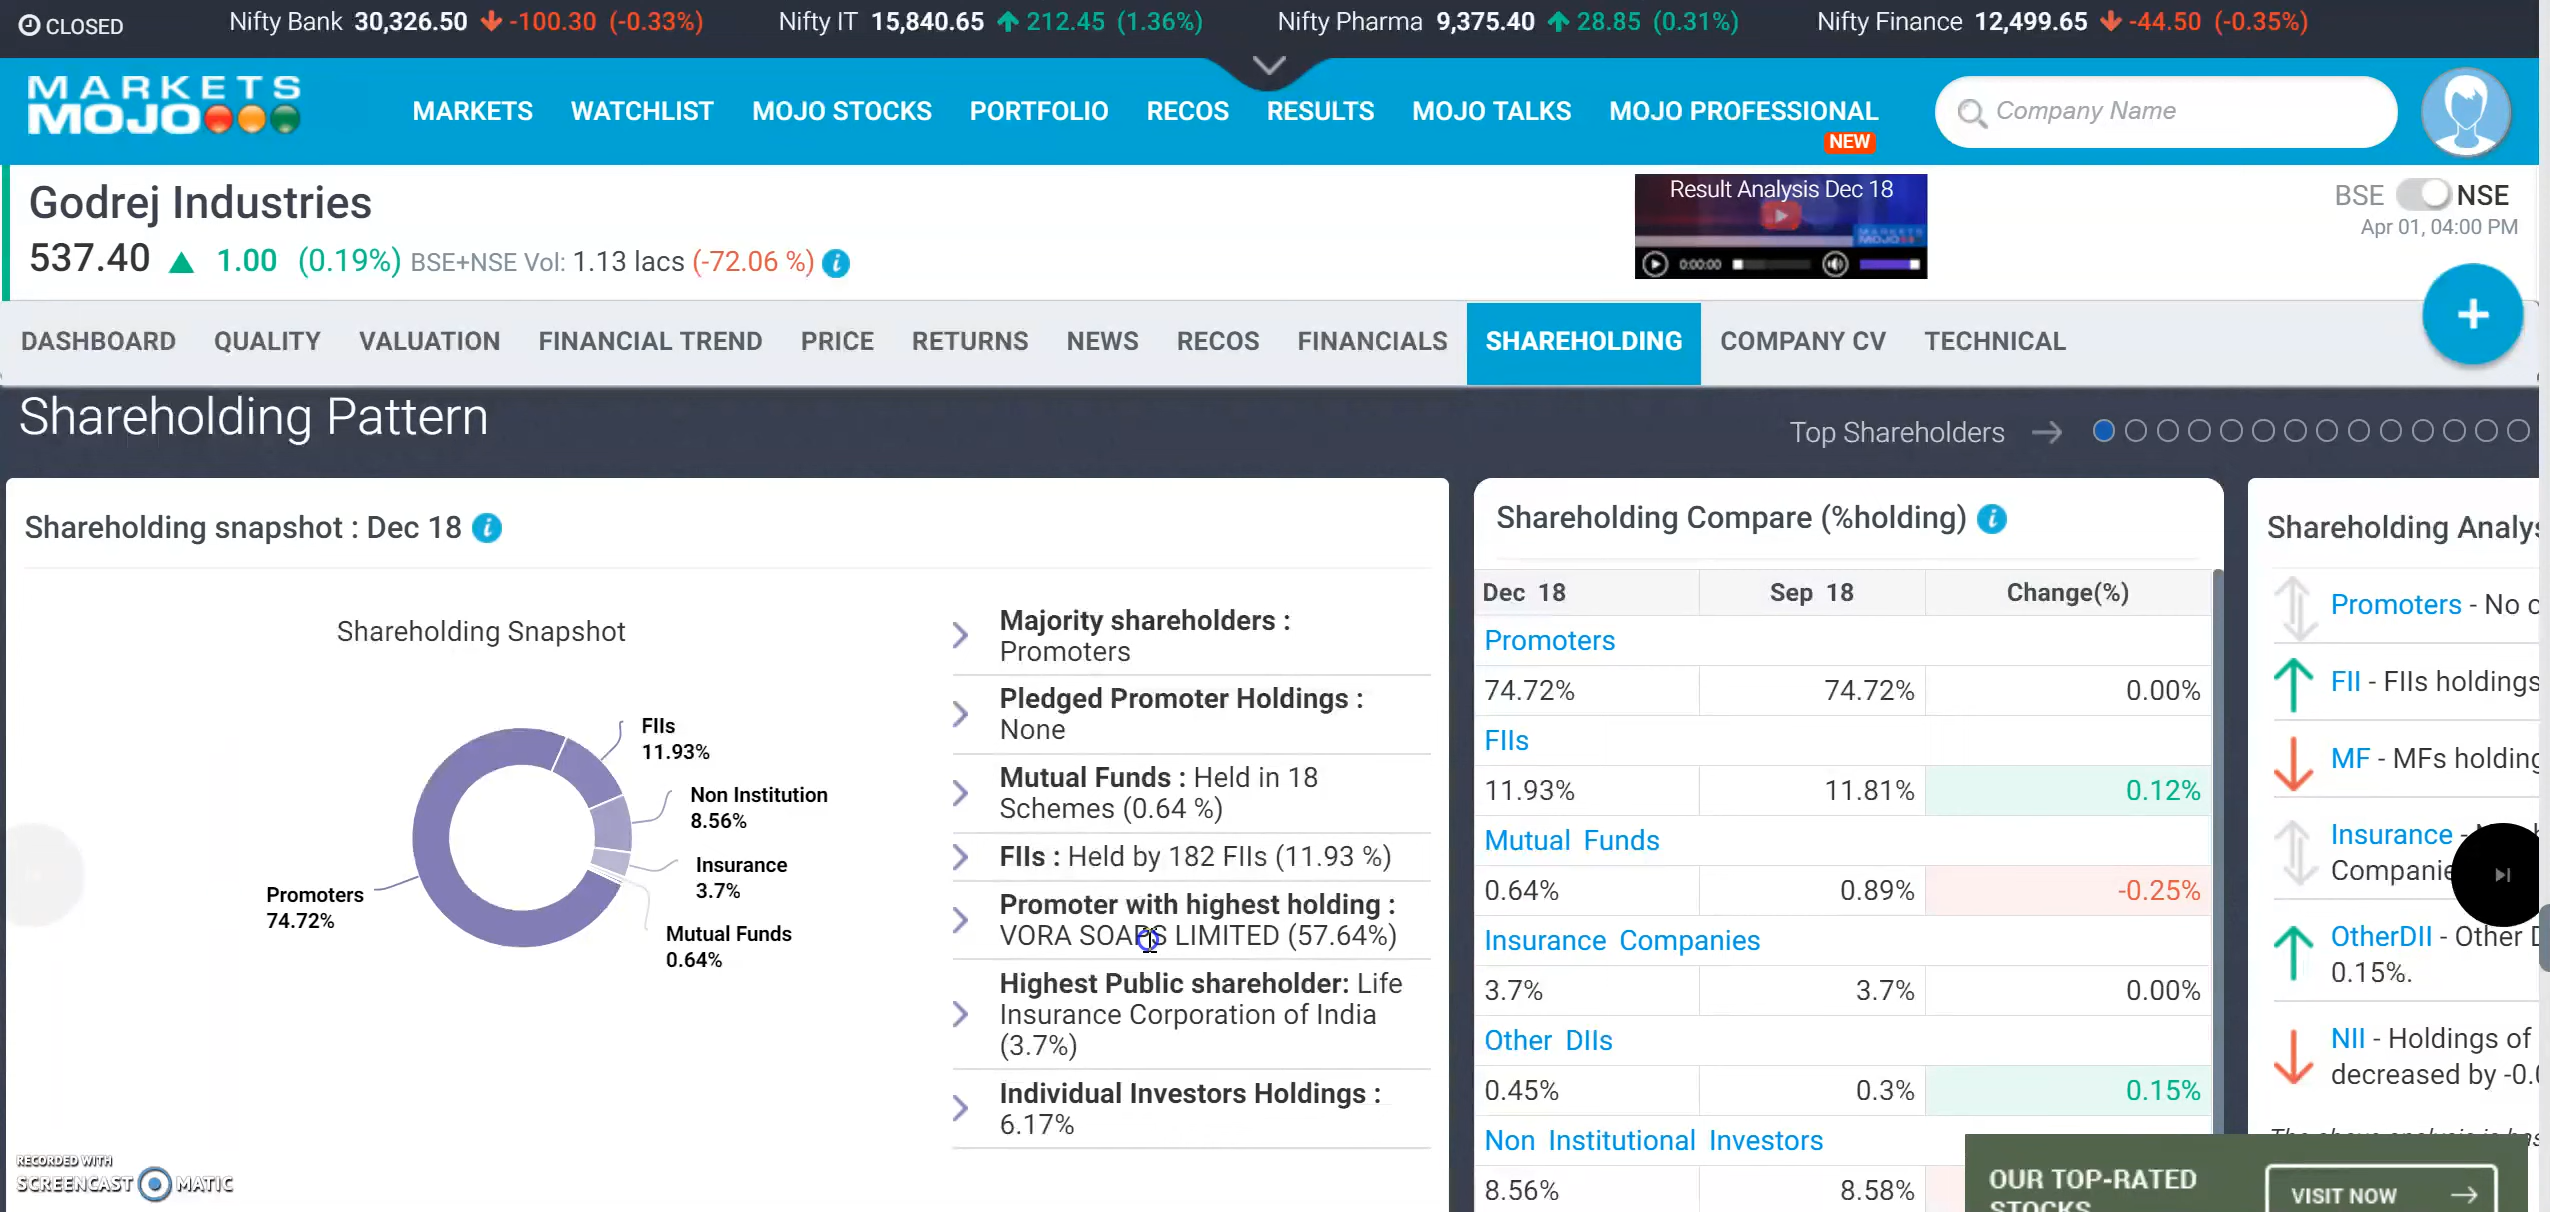 CLOSED Nifty Bank 30,326.50 -100.30 (-0.33%) Nifty IT 15,840.65 212.45 (1.36%) Nifty Pharma 9,375.40 28.85 (0.31%) Nifty Finance 12,499.65 -44.50 (-0.35%)
MARKETS
MOJO
MARKETS WATCHLIST MOJO STOCKS PORTFOLIO RECOS RESULTS MOJO TALKS MOJO PROFESSIONAL
NEW
Company Name
Godrej Industries
537.40 1.00 (0.19%) BSE+NSE Vol: 1.13 lacs (-72.06 %)
Result Analysis Dec 18
MARKETS
MOJO
0:00:00
BSE NSE
Apr 01, 04:00 PM
DASHBOARD QUALITY VALUATION FINANCIAL TREND PRICE RETURNS NEWS RECOS FINANCIALS SHAREHOLDING COMPANY CV TECHNICAL
Shareholding Pattern
Top Shareholders
Shareholding snapshot : Dec 18
Shareholding Snapshot
FIIs
11.93%
Non Institution
8.56%
Insurance
3.7%
Mutual Funds
0.64%
Promoters
74.72%
Majority shareholders :
Promoters
Pledged Promoter Holdings :
None
Mutual Funds : Held in 18
Schemes (0.64 %)
FIIs : Held by 182 FIIs (11.93 %)
Promoter with highest holding :
VORA SOAPS LIMITED (57.64%)
Highest Public shareholder: Life
Insurance Corporation of India
(3.7%)
Individual Investors Holdings :
6.17%
Shareholding Compare (%holding)
Dec 18 Sep 18 Change(%)
Promoters
74.72% 74.72% 0.00%
FIIs
11.93% 11.81% 0.12%
Mutual Funds
0.64% 0.89% -0.25%
Insurance Companies
3.7% 3.7% 0.00%
Other DIIs
0.45% 0.3% 0.15%
Non Institutional Investors
8.56% 8.58%
Shareholding Analys
Promoters - No c
FII - FIIs holdings
MF - MFs holding
Insurance -
Companie
OtherDII - Other D
0.15%.
NII - Holdings of
decreased by -0.0
OUR TOP-RATED
STOCKS
VISIT NOW
RECORDED WITH
SCREENCAST MATIC